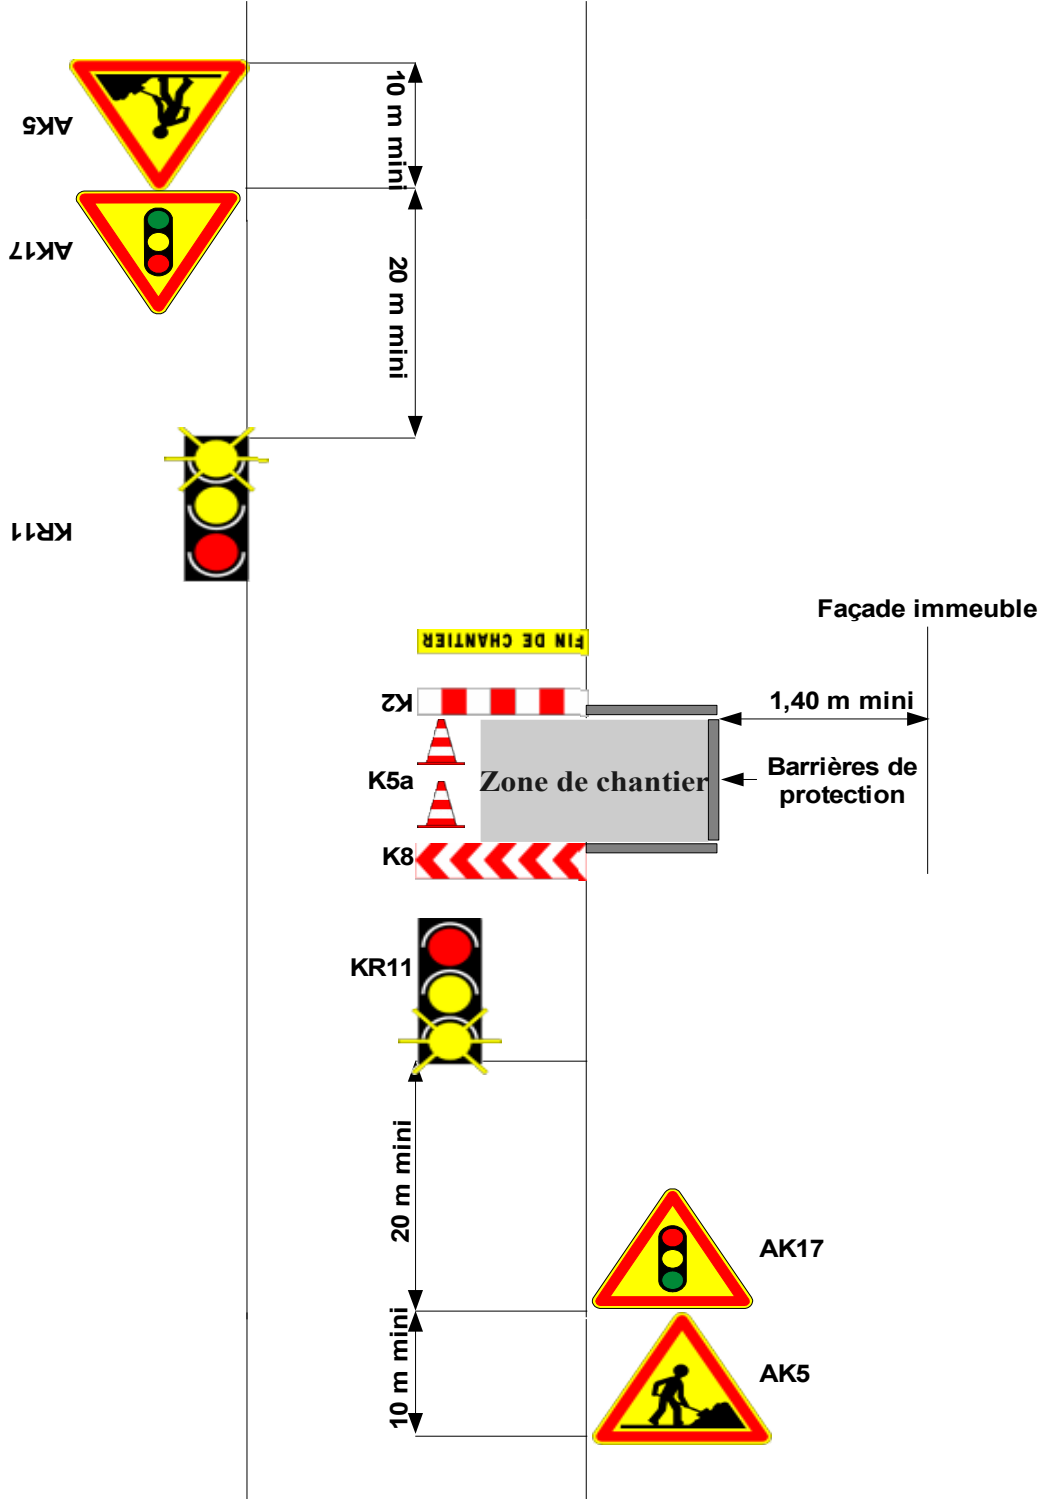 AK5
10 m mini
AK17
20 m mini
KR11
Façade immeuble
FIN DE CHANTIER
K2
1,40 m mini
K5a
Zone de chantier
Barrières de
protection
K8
KR11
20 m mini
AK17
10 m mini
AK5